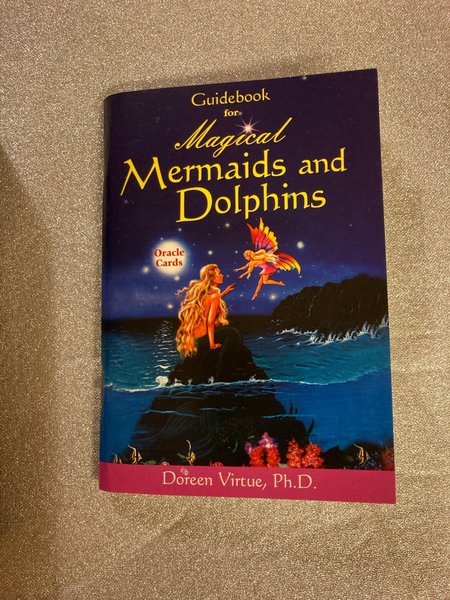 Guidebook
for
Magical
Mermaids and
Dolphins
Oracle
Cards
Doreen Virtue, Ph.D.